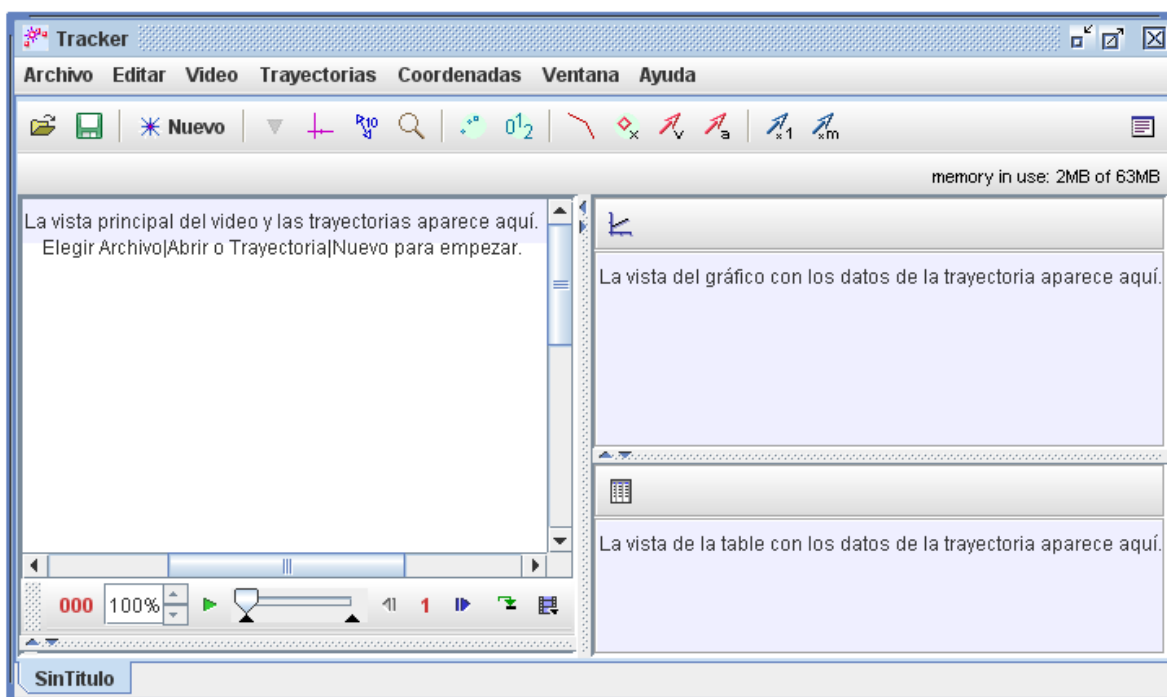 Tracker
Archivo Editar Video Trayectorias Coordenadas Ventana Ayuda
Nuevo
memory in use: 2MB of 63MB
La vista principal del video y las trayectorias aparece aquí.
Elegir Archivo|Abrir o Trayectoria|Nuevo para empezar.
La vista del gráfico con los datos de la trayectoria aparece aquí.
La vista de la table con los datos de la trayectoria aparece aquí.
000 100% 1
SinTitulo